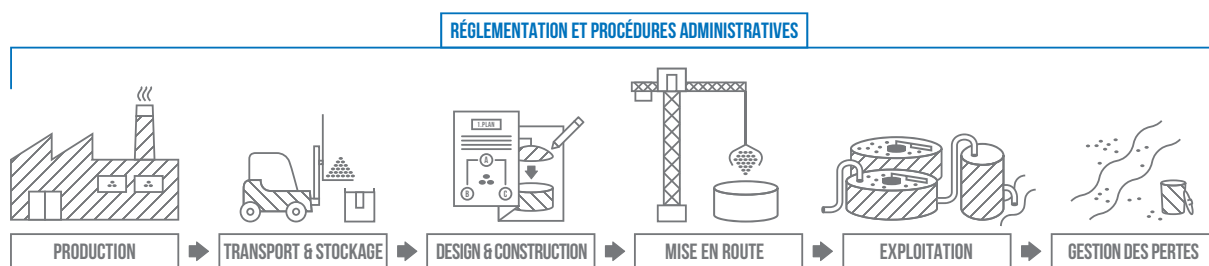 RÉGLEMENTATION ET PROCÉDURES ADMINISTRATIVES
1.PLAN
A
B
C
PRODUCTION
TRANSPORT & STOCKAGE
DESIGN & CONSTRUCTION
MISE EN ROUTE
EXPLOITATION
GESTION DES PERTES